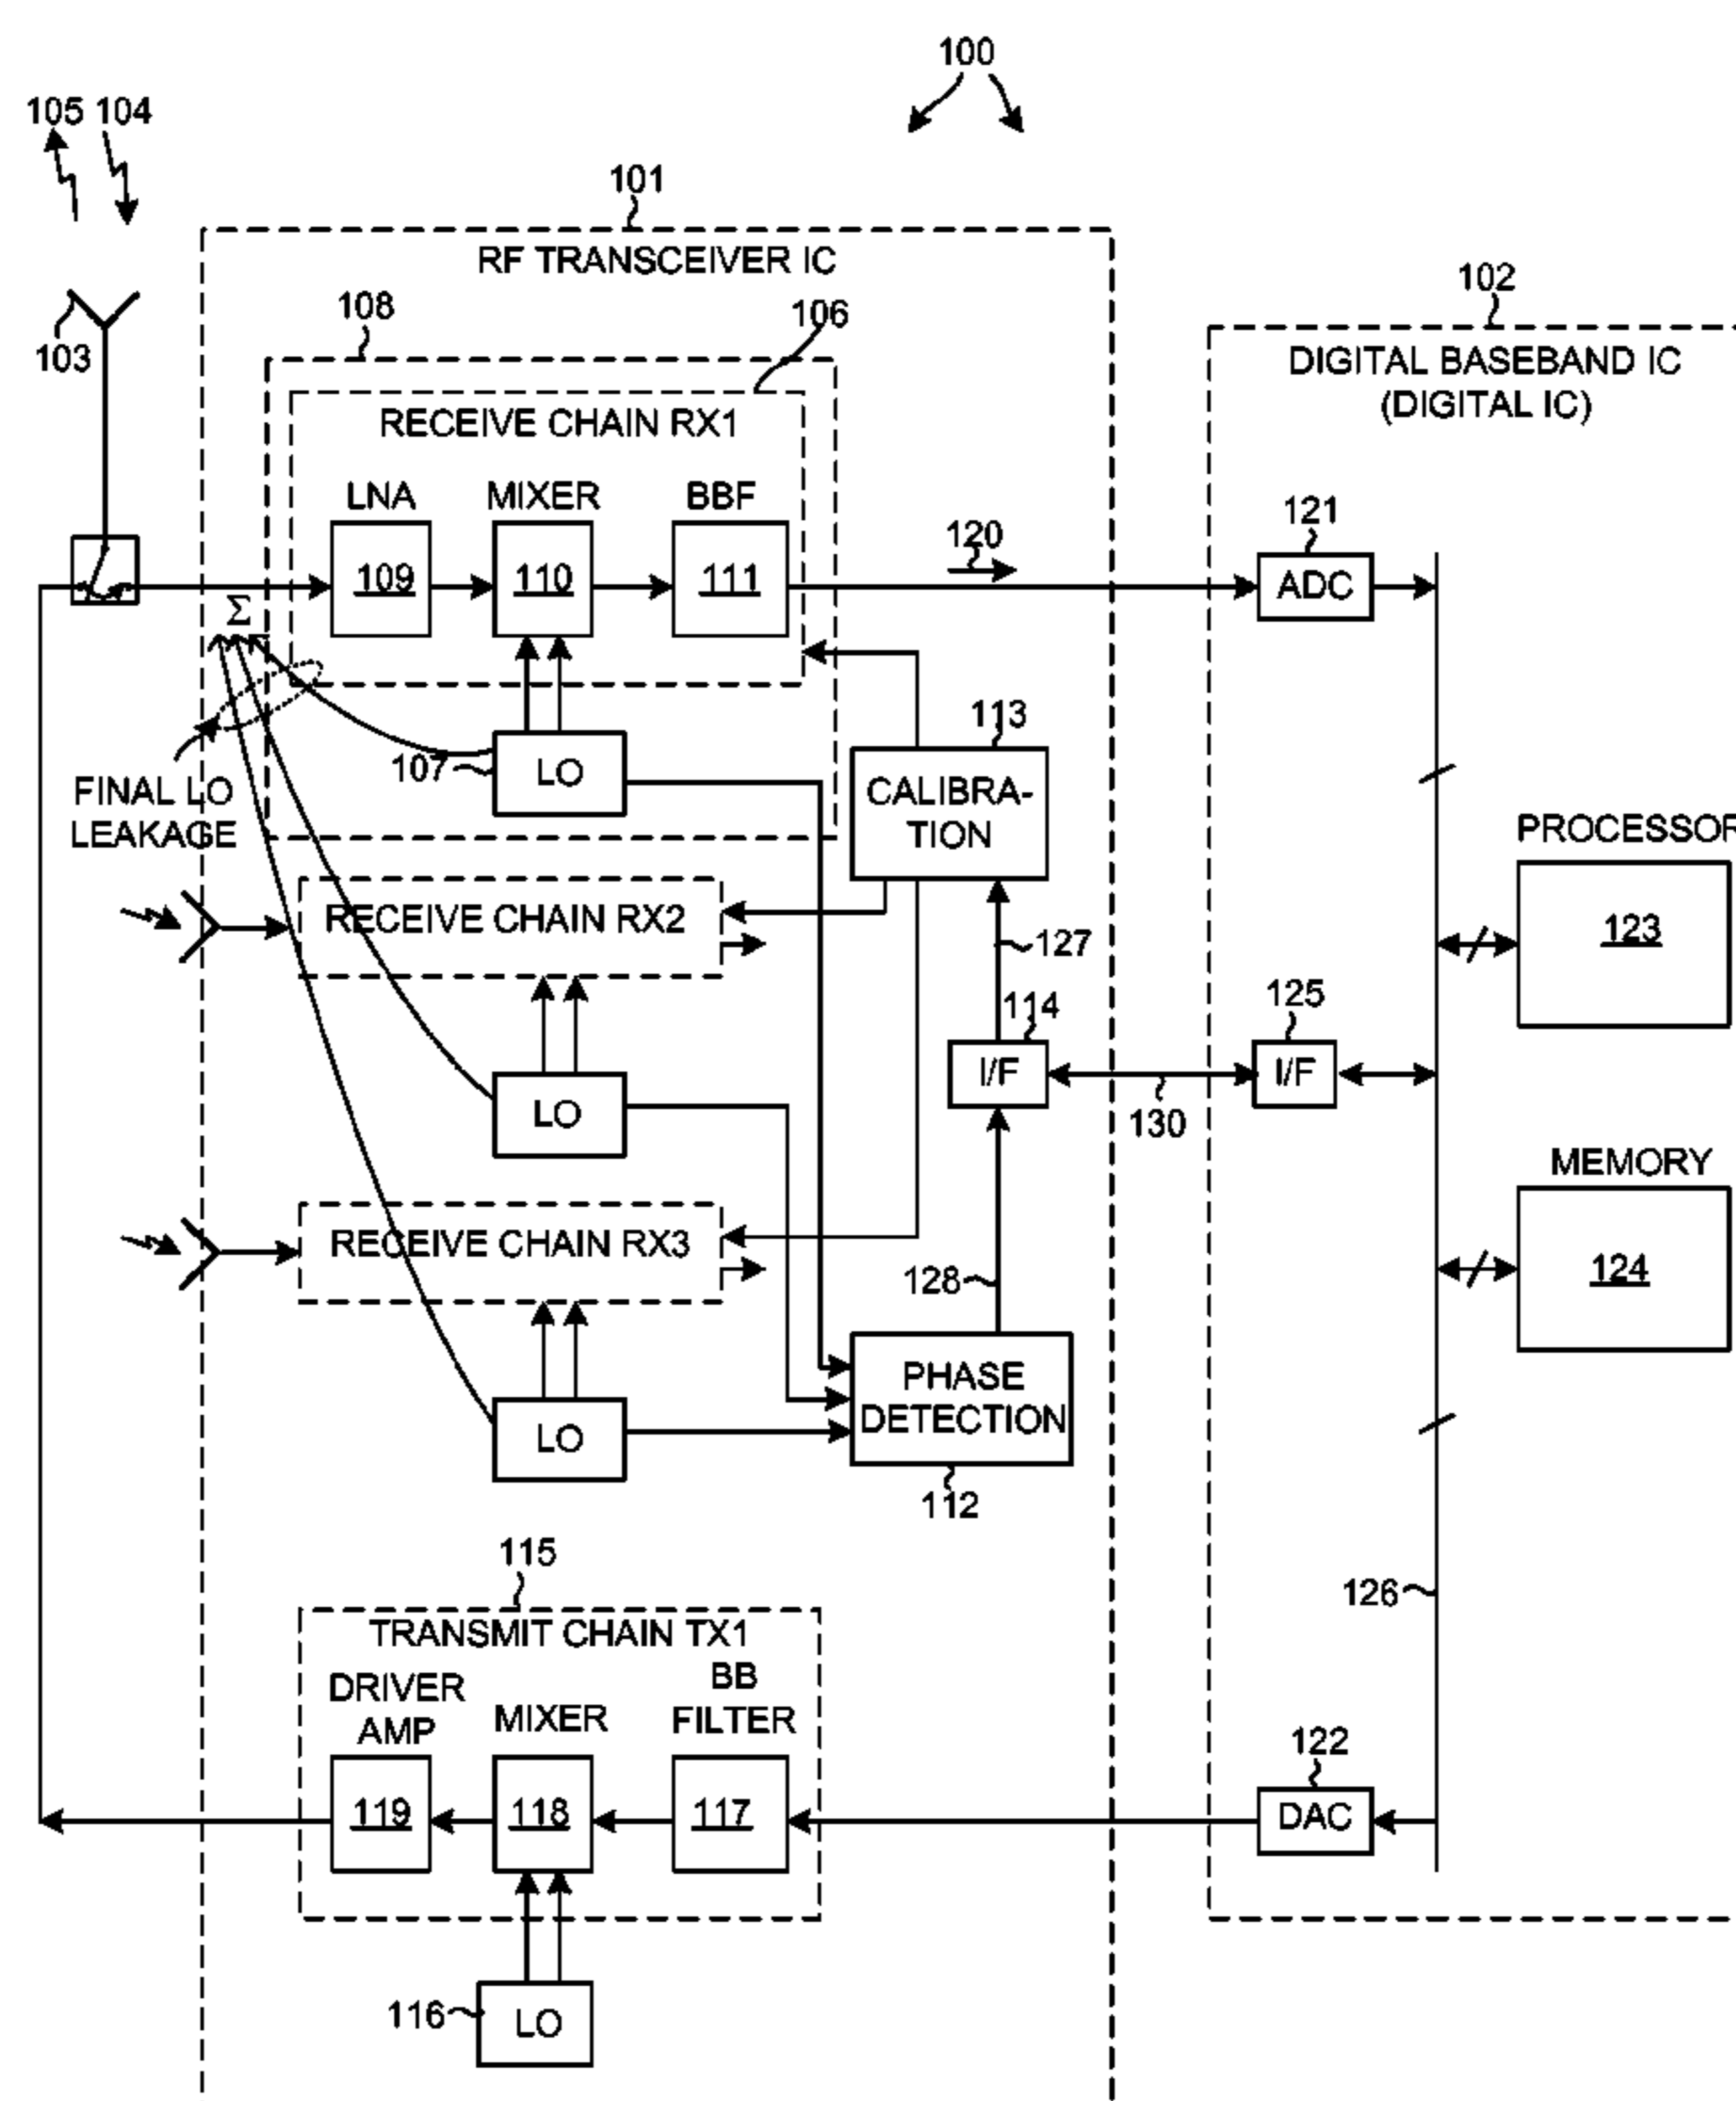 100
105 104
101
RF TRANSCEIVER IC
102
108
106
DIGITAL BASEBAND IC
(DIGITAL IC)
103
RECEIVE CHAIN RX1
LNA
MIXER
BBF
121
120
109
110
111
ADC
Σ
113
107
LO
CALIBRA-
TION
FINAL LO
LEAKAGE
PROCESSOR
RECEIVE CHAIN RX2
127
123
114
125
LO
I/F
I/F
130
MEMORY
RECEIVE CHAIN RX3
128
124
PHASE
DETECTION
LO
112
115
126
TRANSMIT CHAIN TX1
DRIVER
AMP
MIXER
BB
FILTER
122
119
118
117
DAC
116
LO